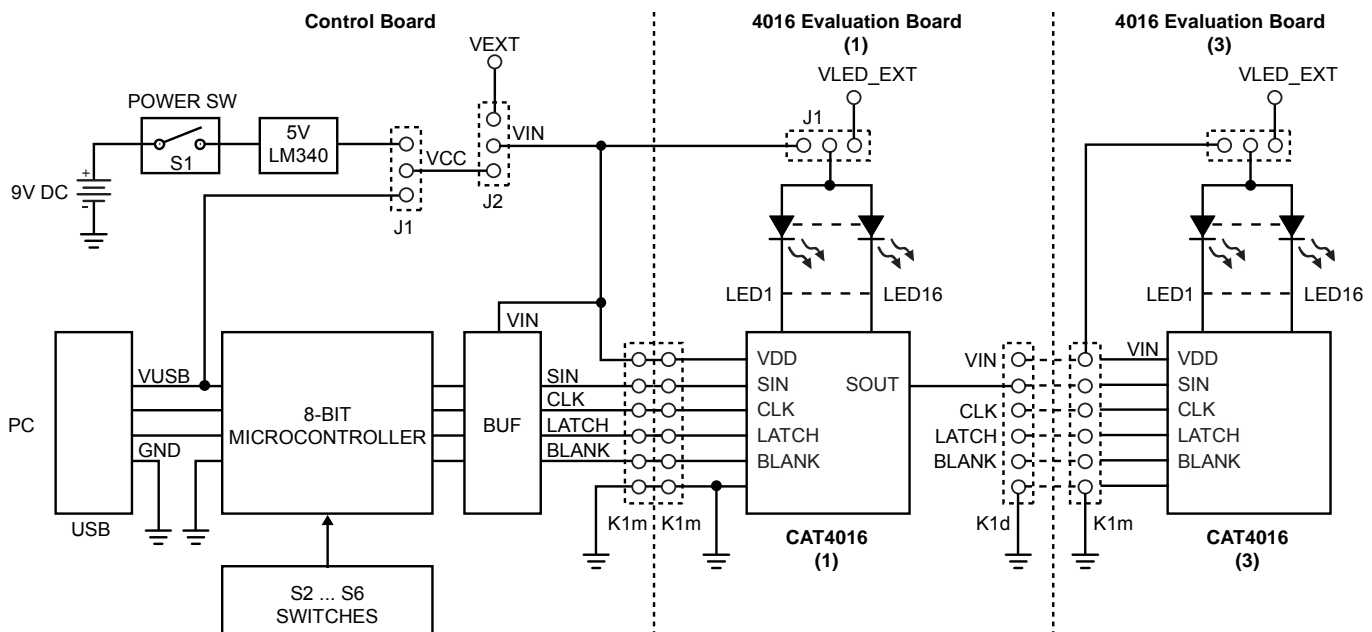 Control Board
4016 Evaluation Board
(1)
4016 Evaluation Board
(3)
VEXT
VLED_EXT
VLED_EXT
POWER SW
S1
5V
LM340
VIN
J1
VCC
J2
J1
9V DC
+
-
LED1
LED16
LED1
LED16
VIN
PC
VUSB
GND
USB
8-BIT
MICROCONTROLLER
BUF
SIN
CLK
LATCH
BLANK
K1m
K1m
VDD
SIN
CLK
LATCH
BLANK
SOUT
CAT4016
(1)
VIN
CLK
LATCH
BLANK
K1d
K1m
VIN
VDD
SIN
CLK
LATCH
BLANK
CAT4016
(3)
S2 ... S6
SWITCHES